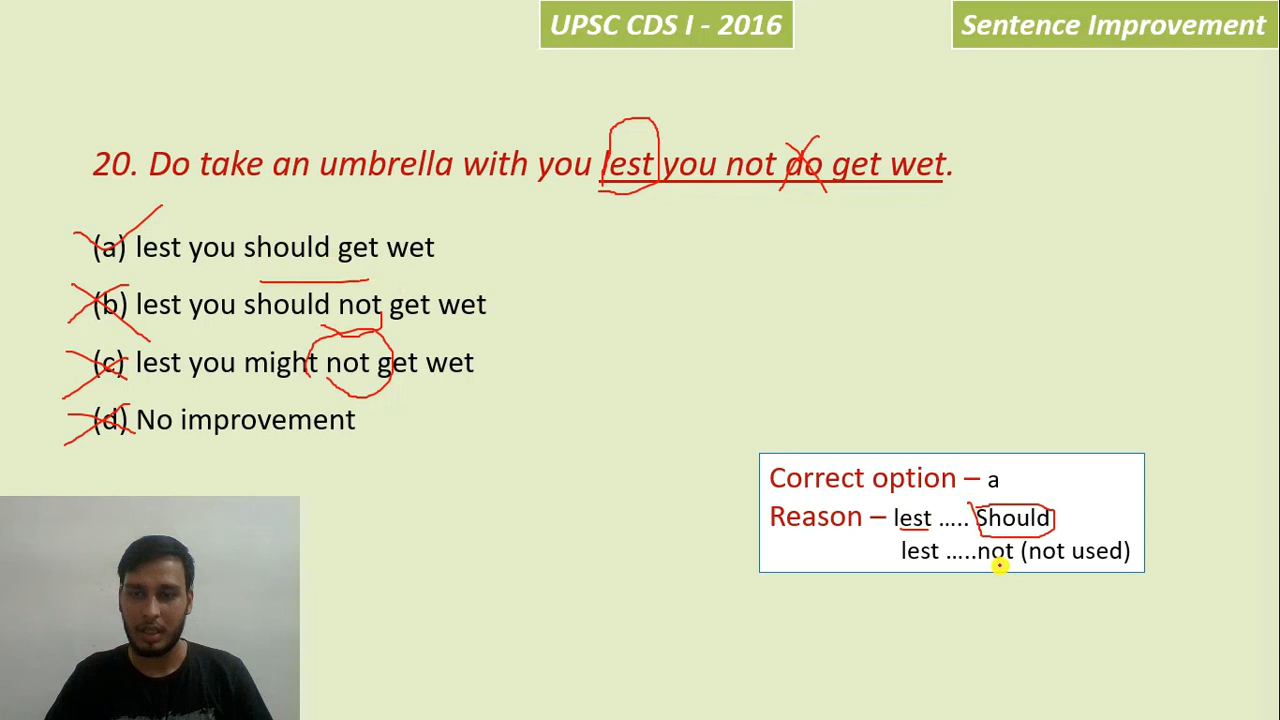 UPSC CDS I - 2016
Sentence Improvement
20. Do take an umbrella with you lest you not do get wet.
(a) lest you should get wet
(b) lest you should not get wet
(c) lest you might not get wet
(d) No improvement
Correct option – a
Reason – lest ..... Should
lest .....not (not used)